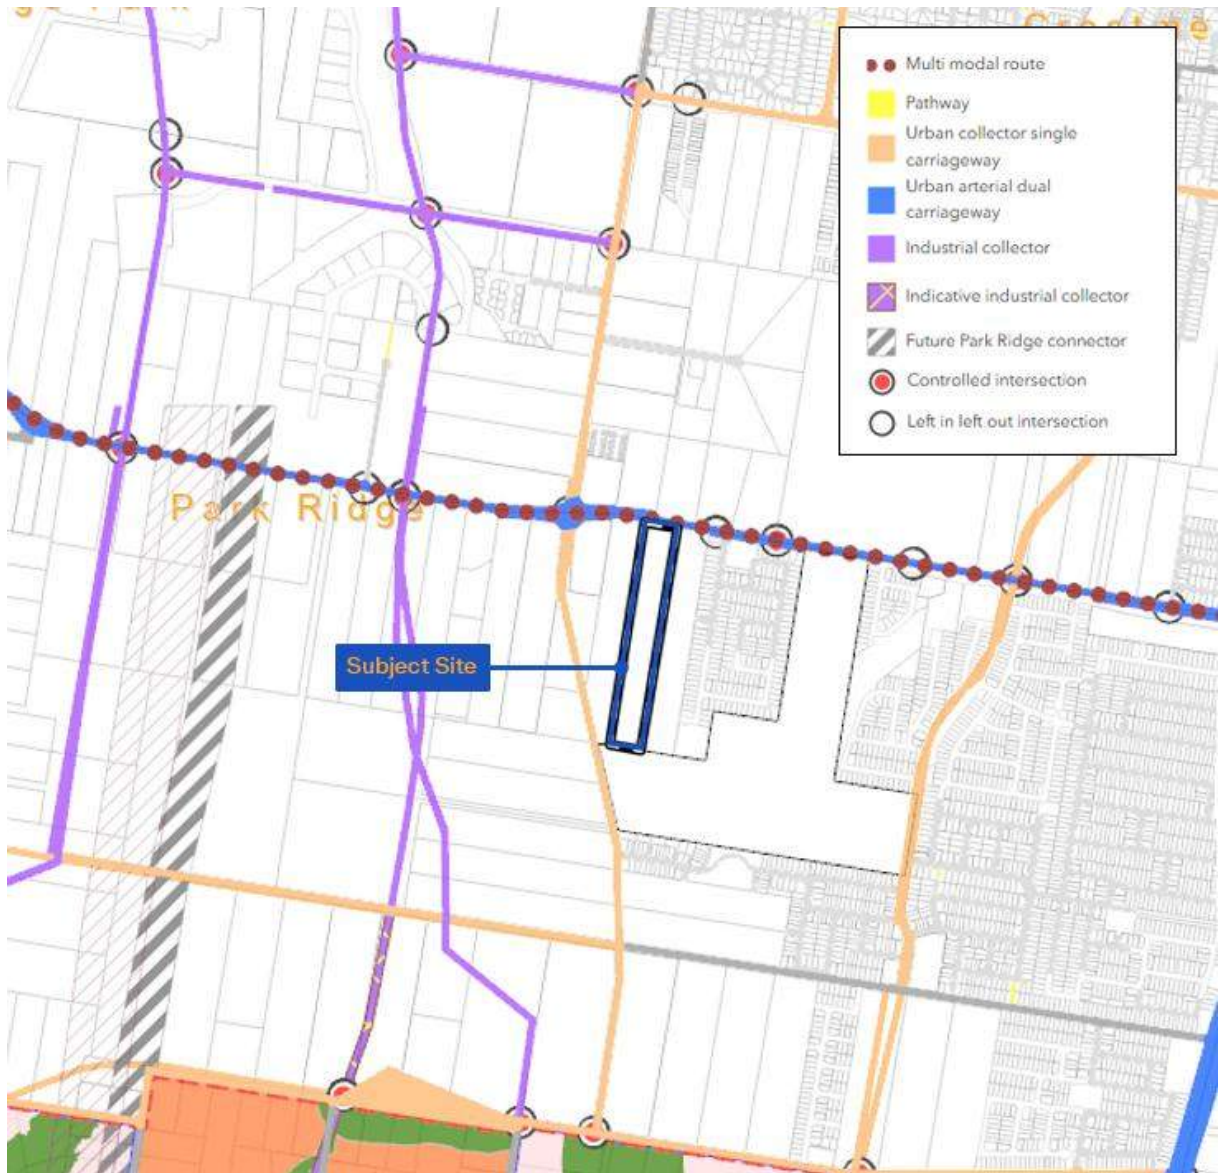 Multi modal route
Pathway
Urban collector single
carriageway
Urban arterial dual
carriageway
Industrial collector
Indicative industrial collector
Future Park Ridge connector
Controlled intersection
Left in left out intersection
Park Ridge
Subject Site